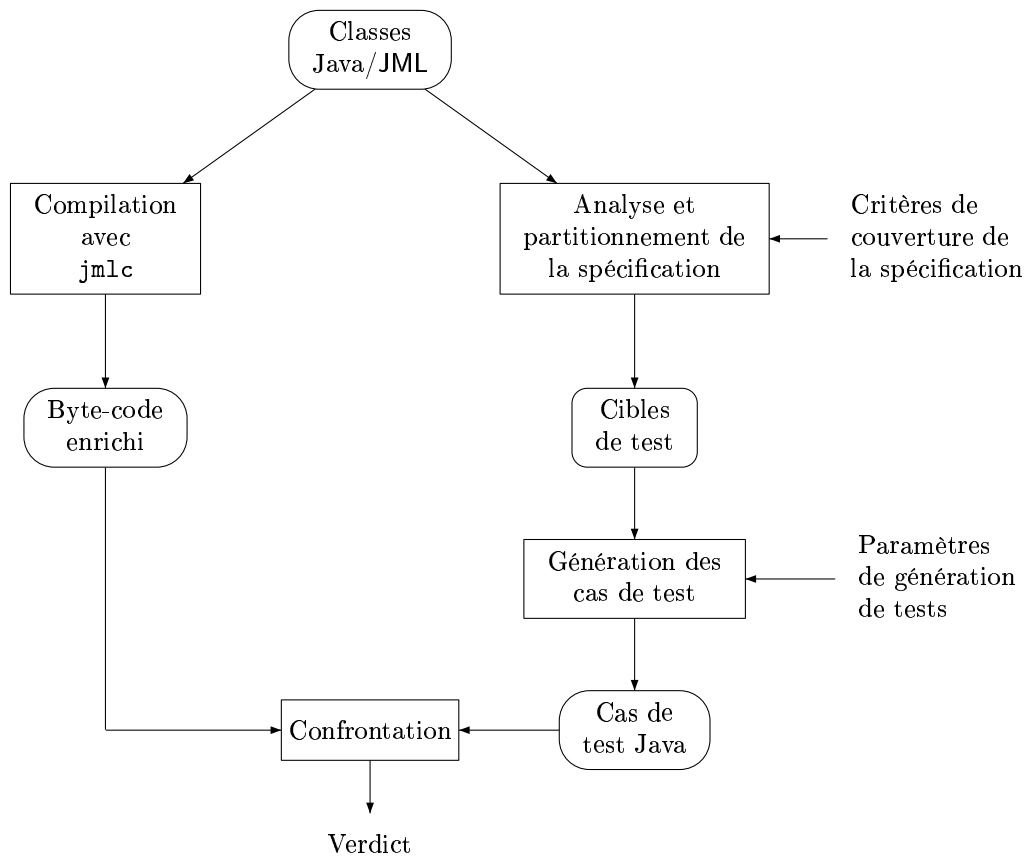 Classes
Java/JML
Compilation
avec
jmlc
Analyse et
partitionnement de
la spécification
Critères de
couverture de
la spécification
Byte-code
enrichi
Cibles
de test
Génération des
cas de test
Paramètres
de génération
de tests
Confrontation
Cas de
test Java
Verdict